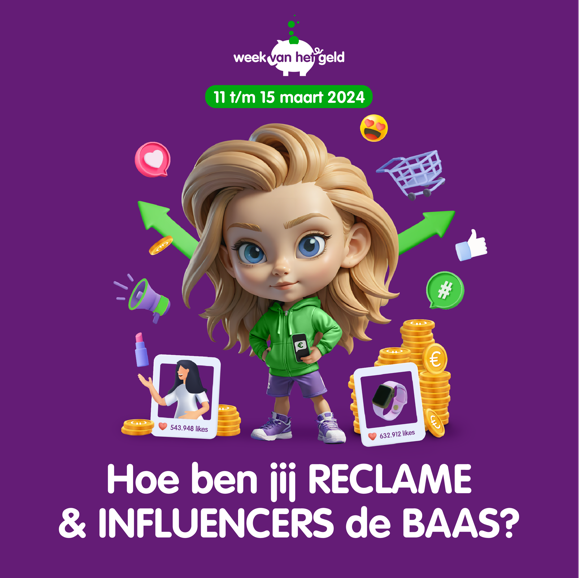 week van het geld
11 t/m 15 maart 2024
#
€
€
€
543.948 likes
632.912 likes
Hoe ben jij RECLAME
& INFLUENCERS de BAAS?